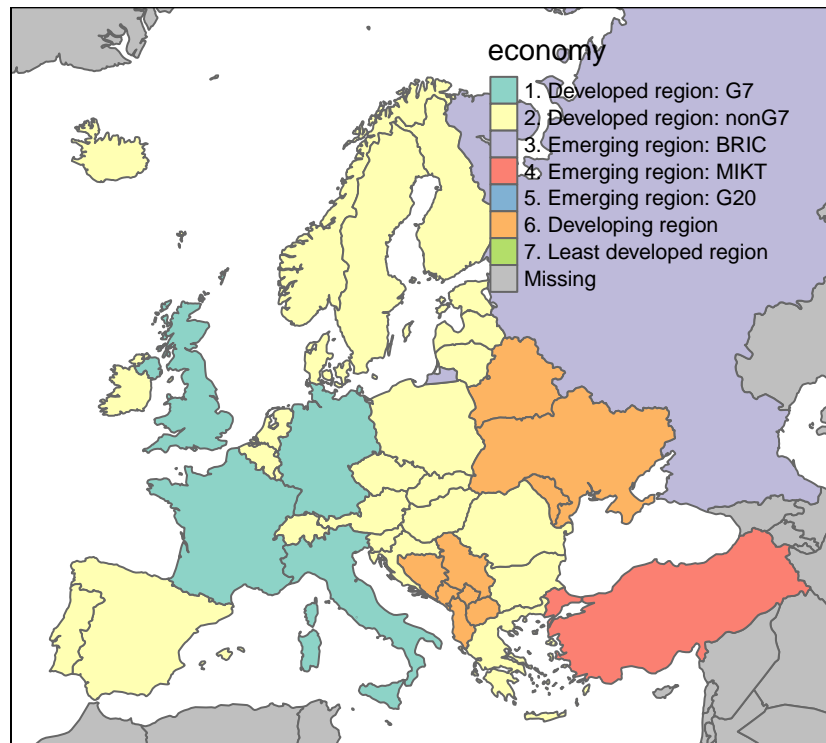 economy
1. Developed region: G7
2. Developed region: nonG7
3. Emerging region: BRIC
4. Emerging region: MIKT
5. Emerging region: G20
6. Developing region
7. Least developed region
Missing